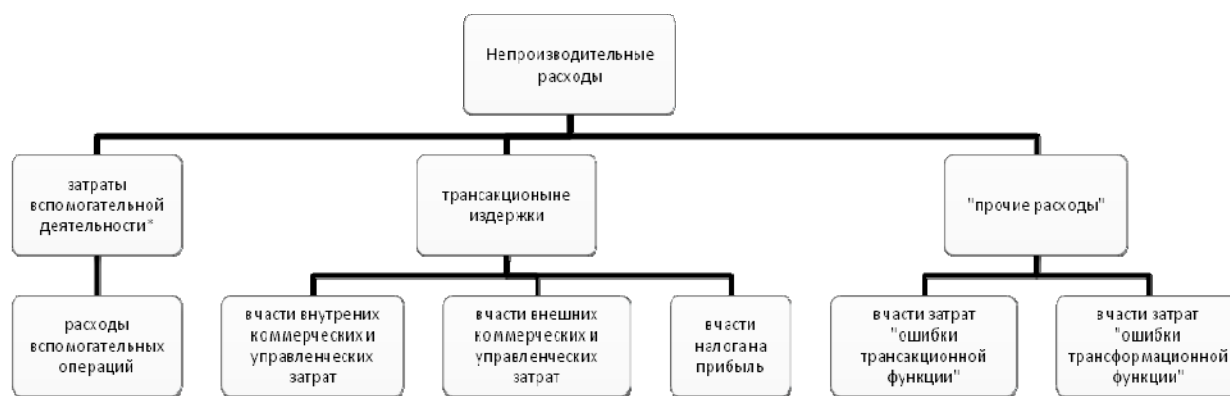 Непроизводительные
расходы
затраты
вспомогательной
деятельности*
трансакционыне
издержки
"прочие расходы"
расходы
вспомогательных
операций
в части внутрених
коммерческих и
управленческих
затрат
в части внешних
коммерческих и
управленческих
затрат
в части
налога на
прибыль
в части затрат
"ошибки
трансакционной
функции"
в части затрат
"ошибки
трансформационной
функции"